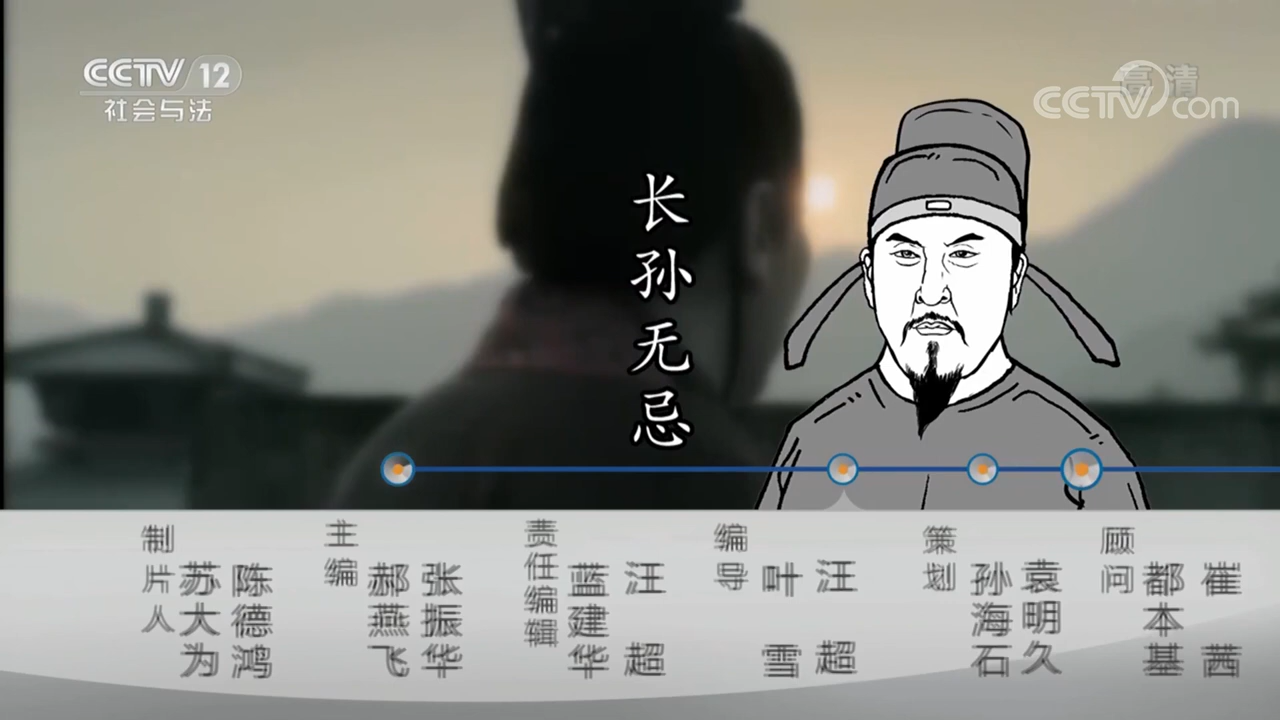 CCTV 12
社会与法
高清
CCTV.com
长孙无忌
制片人
苏大为
陈德鸿
主编
郝燕飞
张振华
责任编辑
蓝建华
汪超
编导
叶雪
汪超
策划
孙海石
袁明久
顾问
都本基
崔茜